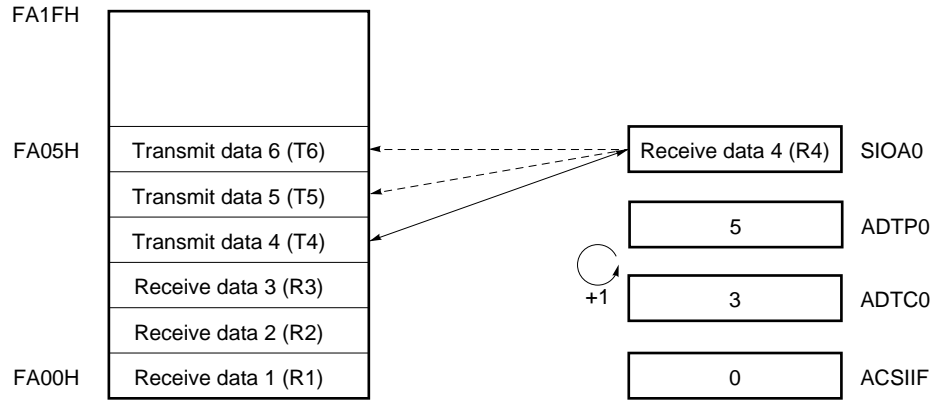 FA1FH
FA05H
Transmit data 6 (T6)
Receive data 4 (R4)
SIOA0
Transmit data 5 (T5)
5
ADTP0
Transmit data 4 (T4)
Receive data 3 (R3)
+1
3
ADTC0
Receive data 2 (R2)
FA00H
Receive data 1 (R1)
0
ACSIIF